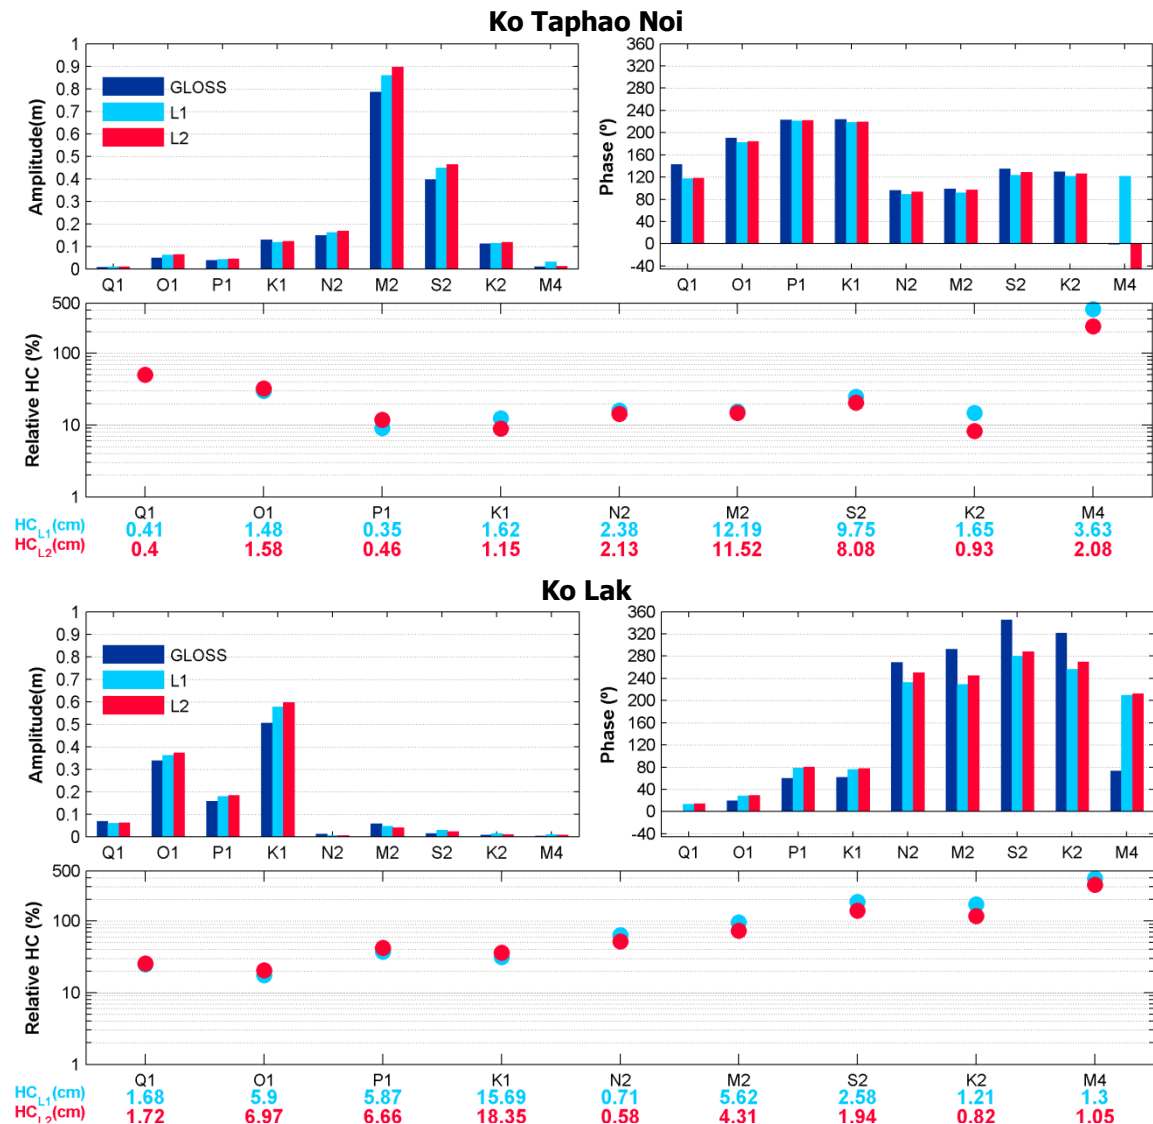 Ko Taphao Noi
Amplitude(m)
1
0.9
0.8
0.7
0.6
0.5
0.4
0.3
0.2
0.1
0
GLOSS
L1
L2
Q1 O1 P1 K1 N2 M2 S2 K2 M4
Phase (º)
360
320
280
240
200
160
120
80
40
0
-40
Q1 O1 P1 K1 N2 M2 S2 K2 M4
Relative HC (%)
500
100
10
1
Q1 O1 P1 K1 N2 M2 S2 K2 M4
HCL1(cm) 0.41 1.48 0.35 1.62 2.38 12.19 9.75 1.65 3.63
HCL2(cm) 0.4 1.58 0.46 1.15 2.13 11.52 8.08 0.93 2.08
Ko Lak
Amplitude(m)
1
0.9
0.8
0.7
0.6
0.5
0.4
0.3
0.2
0.1
0
GLOSS
L1
L2
Q1 O1 P1 K1 N2 M2 S2 K2 M4
Phase (º)
360
320
280
240
200
160
120
80
40
0
-40
Q1 O1 P1 K1 N2 M2 S2 K2 M4
Relative HC (%)
500
100
10
1
Q1 O1 P1 K1 N2 M2 S2 K2 M4
HCL1(cm) 1.68 5.9 5.87 15.69 0.71 5.62 2.58 1.21 1.3
HCL2(cm) 1.72 6.97 6.66 18.35 0.58 4.31 1.94 0.82 1.05